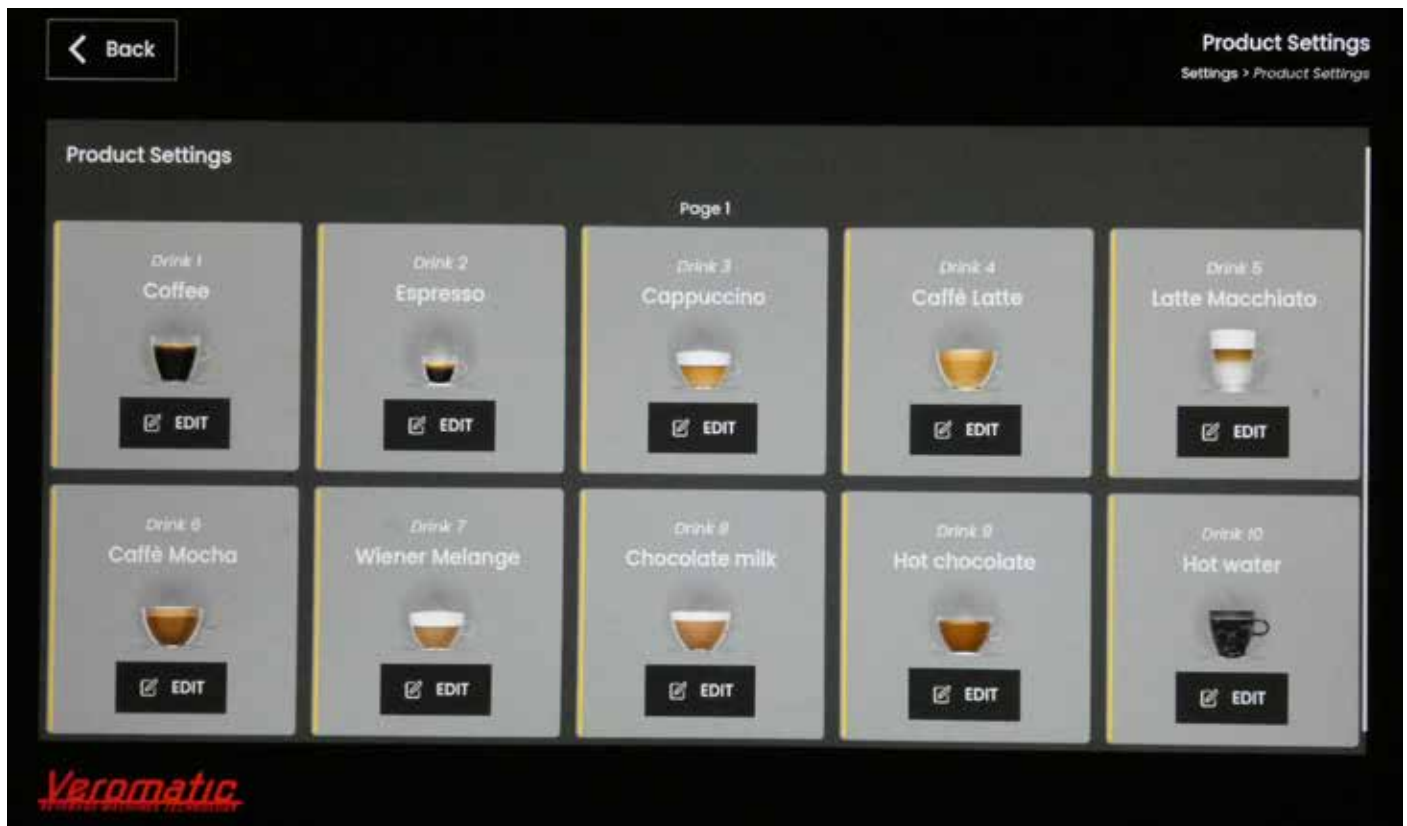 Back
Product Settings
Settings > Product Settings
Product Settings
Page 1
Drink 1
Coffee
EDIT
Drink 2
Espresso
EDIT
Drink 3
Cappuccino
EDIT
Drink 4
Caffè Latte
EDIT
Drink 5
Latte Macchiato
EDIT
Drink 6
Caffè Mocha
EDIT
Drink 7
Wiener Melange
EDIT
Drink 8
Chocolate milk
EDIT
Drink 9
Hot chocolate
EDIT
Drink 10
Hot water
EDIT
Veromatic